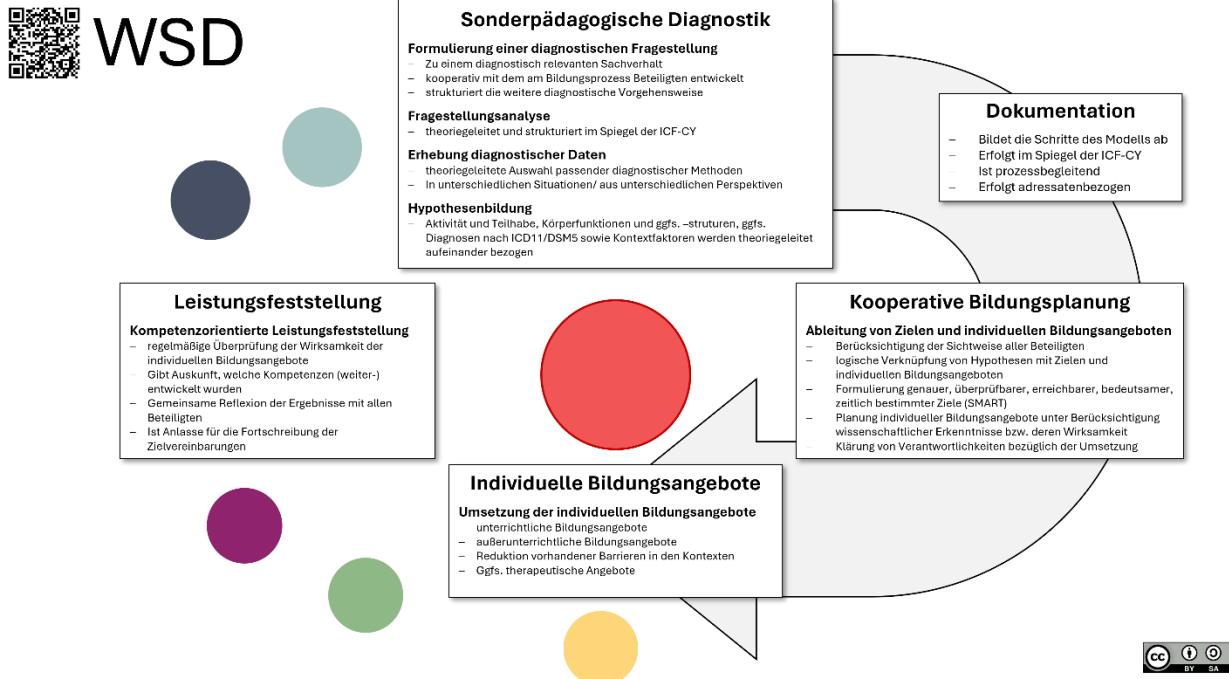 WSD
Sonderpädagogische Diagnostik
Formulierung einer diagnostischen Fragestellung
– Zu einem diagnostisch relevanten Sachverhalt
– kooperativ mit dem am Bildungsprozess Beteiligten entwickelt
– strukturiert die weitere diagnostische Vorgehensweise
Fragestellungsanalyse
– theoriegeleitet und strukturiert im Spiegel der ICF-CY
Erhebung diagnostischer Daten
– theoriegeleitete Auswahl passender diagnostischer Methoden
– In unterschiedlichen Situationen/ aus unterschiedlichen Perspektiven
Hypothesenbildung
– Aktivität und Teilhabe, Körperfunktionen und ggfs. –struturen, ggfs.
Diagnosen nach ICD11/DSM5 sowie Kontextfaktoren werden theoriegeleitet
aufeinander bezogen
Dokumentation
– Bildet die Schritte des Modells ab
– Erfolgt im Spiegel der ICF-CY
– Ist prozessbegleitend
– Erfolgt adressatenbezogen
Leistungsfeststellung
Kompetenzorientierte Leistungsfeststellung
– regelmäßige Überprüfung der Wirksamkeit der
individuellen Bildungsangebote
– Gibt Auskunft, welche Kompetenzen (weiter-)
entwickelt wurden
– Gemeinsame Reflexion der Ergebnisse mit allen
Beteiligten
– Ist Anlasse für die Fortschreibung der
Zielvereinbarungen
Kooperative Bildungsplanung
Ableitung von Zielen und individuellen Bildungsangeboten
– Berücksichtigung der Sichtweise aller Beteiligten
– logische Verknüpfung von Hypothesen mit Zielen und
individuellen Bildungsangeboten
– Formulierung genauer, überprüfbarer, erreichbarer, bedeutsamer,
zeitlich bestimmter Ziele (SMART)
– Planung individueller Bildungsangebote unter Berücksichtigung
wissenschaftlicher Erkenntnisse bzw. deren Wirksamkeit
– Klärung von Verantwortlichkeiten bezüglich der Umsetzung
Individuelle Bildungsangebote
Umsetzung der individuellen Bildungsangebote
unterrichtliche Bildungsangebote
– außerunterrichtliche Bildungsangebote
– Reduktion vorhandener Barrieren in den Kontexten
– Ggfs. therapeutische Angebote
cc
BY SA